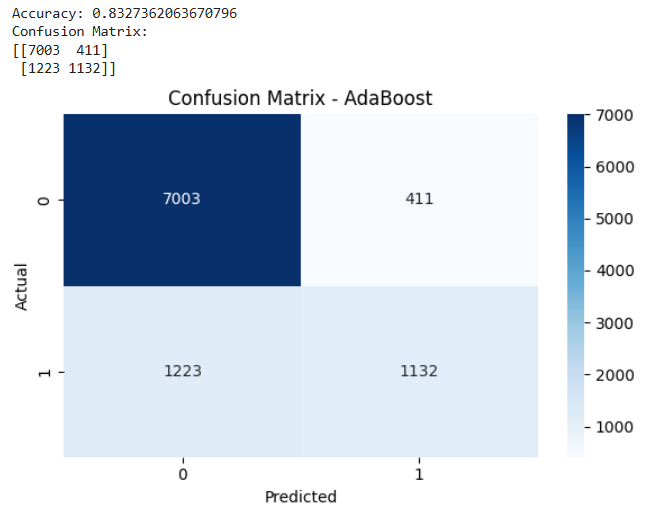 Accuracy: 0.8327362063670796
Confusion Matrix:
[[7003  411]
 [1223 1132]]
Confusion Matrix - AdaBoost
7000
7003 411
0
6000
5000
Actual
4000
3000
1223 1132
1
2000
1000
0 1
Predicted